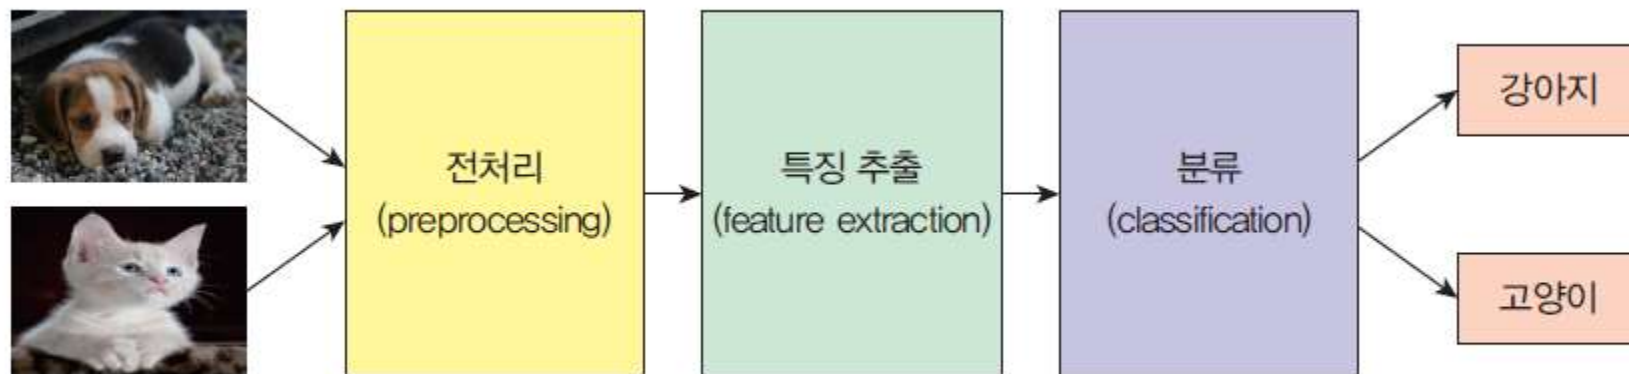 전처리
(preprocessing)
특징 추출
(feature extraction)
분류
(classification)
강아지
고양이